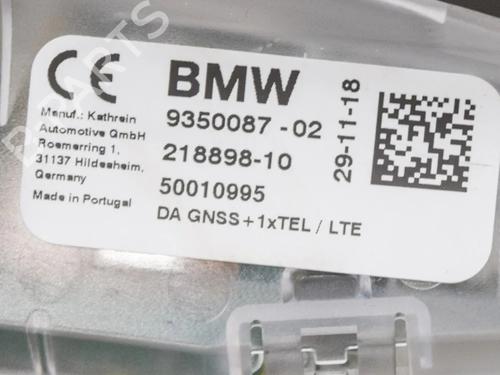 CE BMW
Manuf.: Kathrein
Automotive GmbH
Roemerring 1,
31137 Hildesheim,
Germany
Made in Portugal
9350087-02
218898-10
50010995
DA GNSS+1xTEL / LTE
29-11-18
PARTS